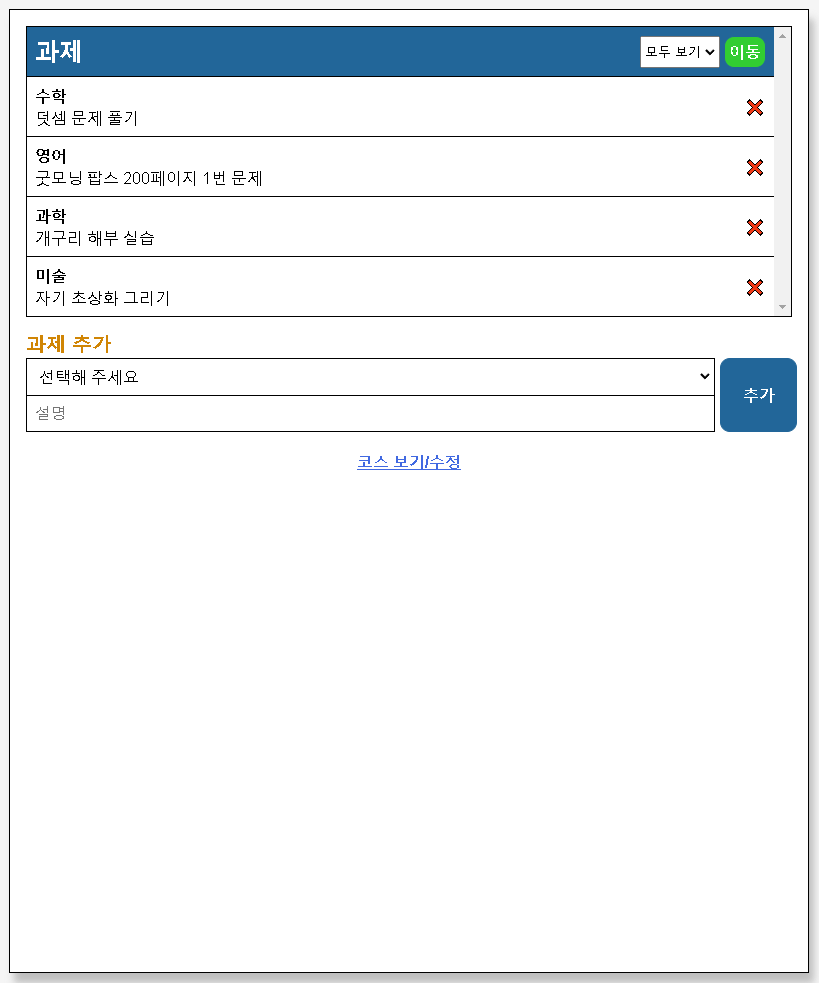 과제
모두 보기
이동
수학
덧셈 문제 풀기
영어
굿모닝 팝스 200페이지 1번 문제
과학
개구리 해부 실습
미술
자기 초상화 그리기
과제 추가
선택해 주세요
설명
추가
코스 보기/수정